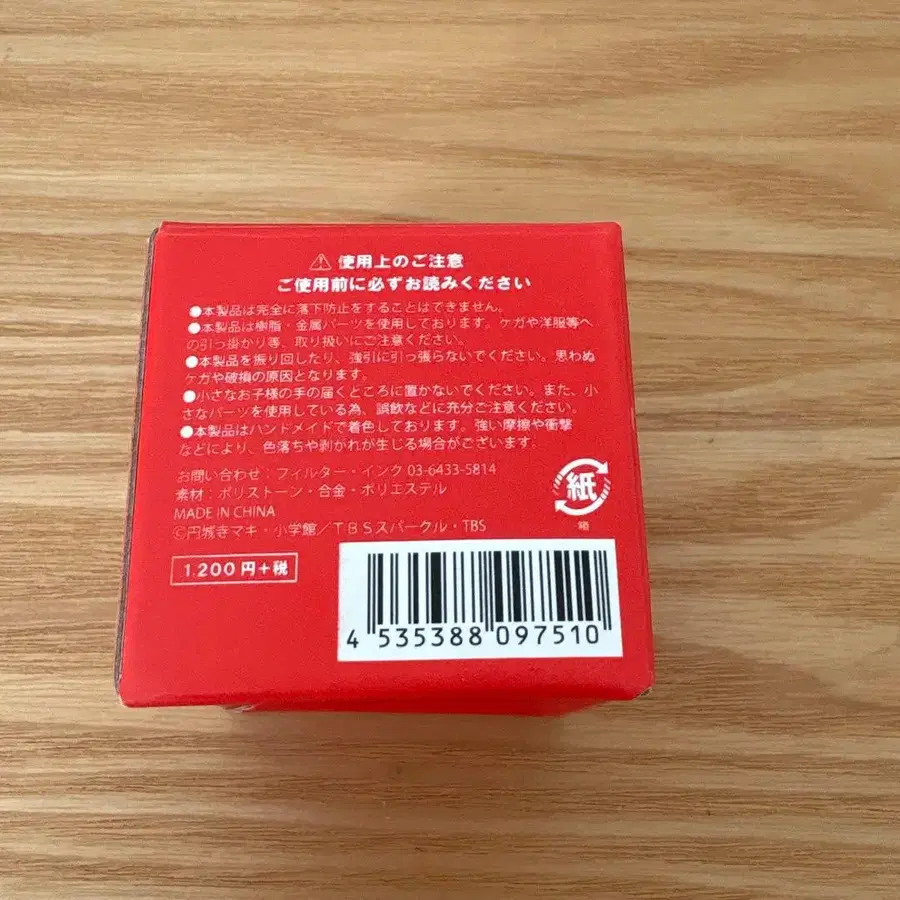 ⚠ 使用上のご注意
ご使用前に必ずお読みください
●本製品は完全に落下防止をすることはできません。
●本製品は樹脂・金属パーツを使用しております。ケガや洋服等へ
の引っ掛かり等、取り扱いにご注意ください。
●本製品を振り回したり、強引に引っ張らないでください。思わぬ
ケガや破損の原因となります。
●小さなお子様の手の届くところに置かないでください。また、小
さなパーツを使用している為、誤飲などに充分ご注意ください。
●本製品はハンドメイドで着色しております。強い摩擦や衝撃
などにより、色落ちや剥がれが生じる場合がございます。
お問い合わせ：フィルター・インク 03-6433-5814
素材：ポリストーン・合金・ポリエステル
MADE IN CHINA
©円城寺マキ・小学館／TBSスパークル・TBS
紙
箱
1,200円+税
4 535388 097510